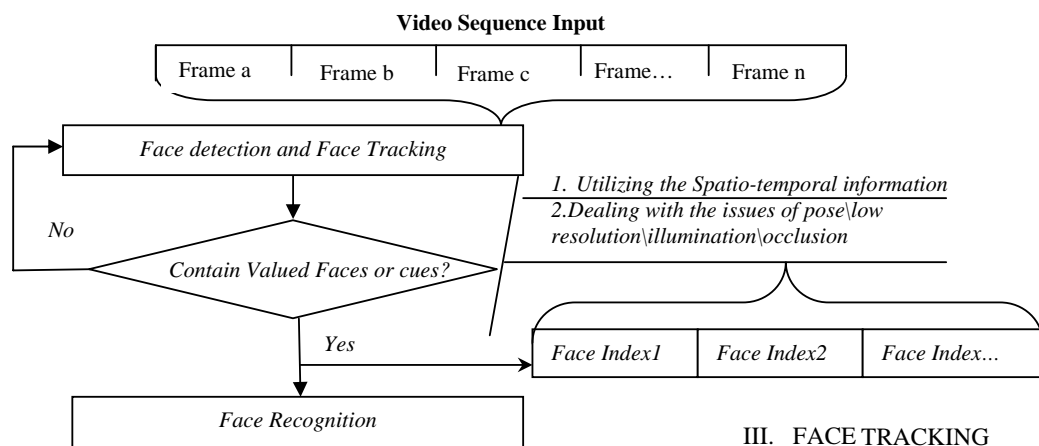 Video Sequence Input
Frame a
Frame b
Frame c
Frame…
Frame n
Face detection and Face Tracking
1. Utilizing the Spatio-temporal information
2.Dealing with the issues of pose\low
resolution\illumination\occlusion
No
Contain Valued Faces or cues?
Yes
Face Index1
Face Index2
Face Index…
Face Recognition
III. FACE TRACKING